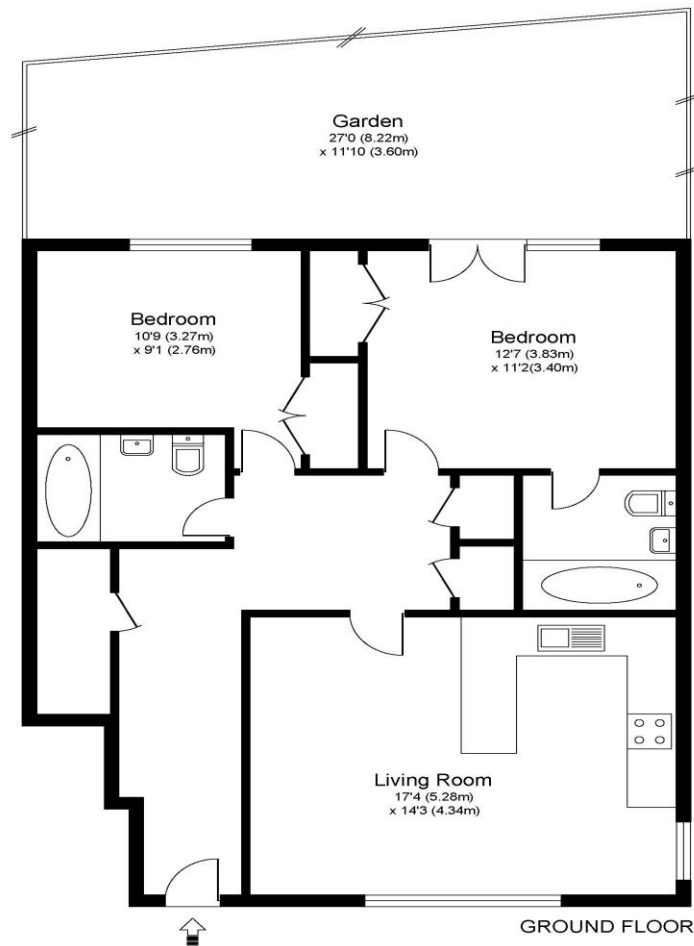 Garden
27'0 (8.22m)
x 11'10 (3.60m)
Bedroom
10'9 (3.27m)
x 9'1 (2.76m)
Bedroom
12'7 (3.83m)
x 11'2(3.40m)
Living Room
17'4 (5.28m)
x 14'3 (4.34m)
GROUND FLOOR